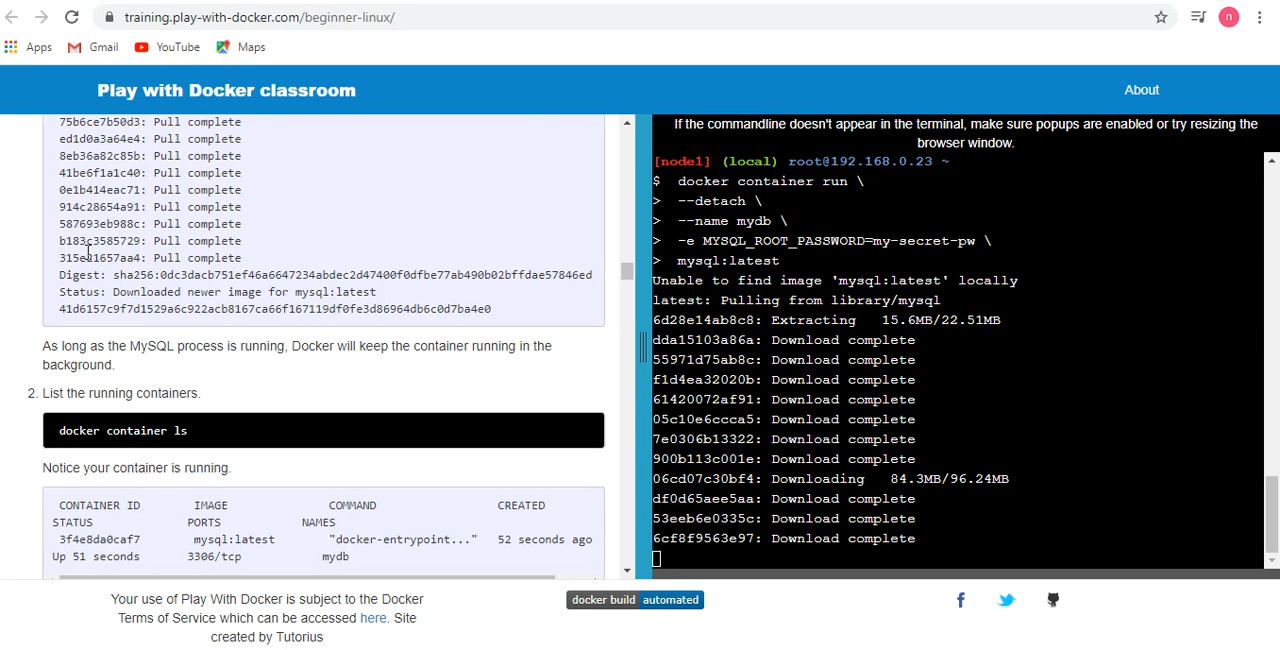 training.play-with-docker.com/beginner-linux/
n
Apps Gmail YouTube Maps
Play with Docker classroom
About
75b6ce7b50d3: Pull complete
ed1d0a3a64e4: Pull complete
8eb36a82c85b: Pull complete
41be6f1a1c40: Pull complete
0e1b414eac71: Pull complete
914c28654a91: Pull complete
587693eb988c: Pull complete
b183c3585729: Pull complete
315e21657aa4: Pull complete
Digest: sha256:0dc3dacb751ef46a6647234abdec2d47400f0dfbe77ab490b02bffdae57846ed
Status: Downloaded newer image for mysql:latest
41d6157c9f7d1529a6c922acb8167ca66f167119df0fe3d86964db6c0d7ba4e0
As long as the MySQL process is running, Docker will keep the container running in the
background.
2. List the running containers.
docker container ls
Notice your container is running.
CONTAINER ID IMAGE COMMAND CREATED
STATUS PORTS NAMES
3f4e8da0caf7 mysql:latest "docker-entrypoint..." 52 seconds ago
Up 51 seconds 3306/tcp mydb
If the commandline doesn't appear in the terminal, make sure popups are enabled or try resizing the
browser window.
[node1] (local) root@192.168.0.23 ~
$ docker container run \
> --detach \
> --name mydb \
> -e MYSQL_ROOT_PASSWORD=my-secret-pw \
> mysql:latest
Unable to find image 'mysql:latest' locally
latest: Pulling from library/mysql
6d28e14ab8c8: Extracting 15.6MB/22.51MB
dda15103a86a: Download complete
55971d75ab8c: Download complete
f1d4ea32020b: Download complete
61420072af91: Download complete
05c10e6ccca5: Download complete
7e0306b13322: Download complete
900b113c001e: Download complete
06cd07c30bf4: Downloading 84.3MB/96.24MB
df0d65aee5aa: Download complete
53eeb6e0335c: Download complete
6cf8f9563e97: Download complete
Your use of Play With Docker is subject to the Docker
Terms of Service which can be accessed here. Site
created by Tutorius
docker build automated